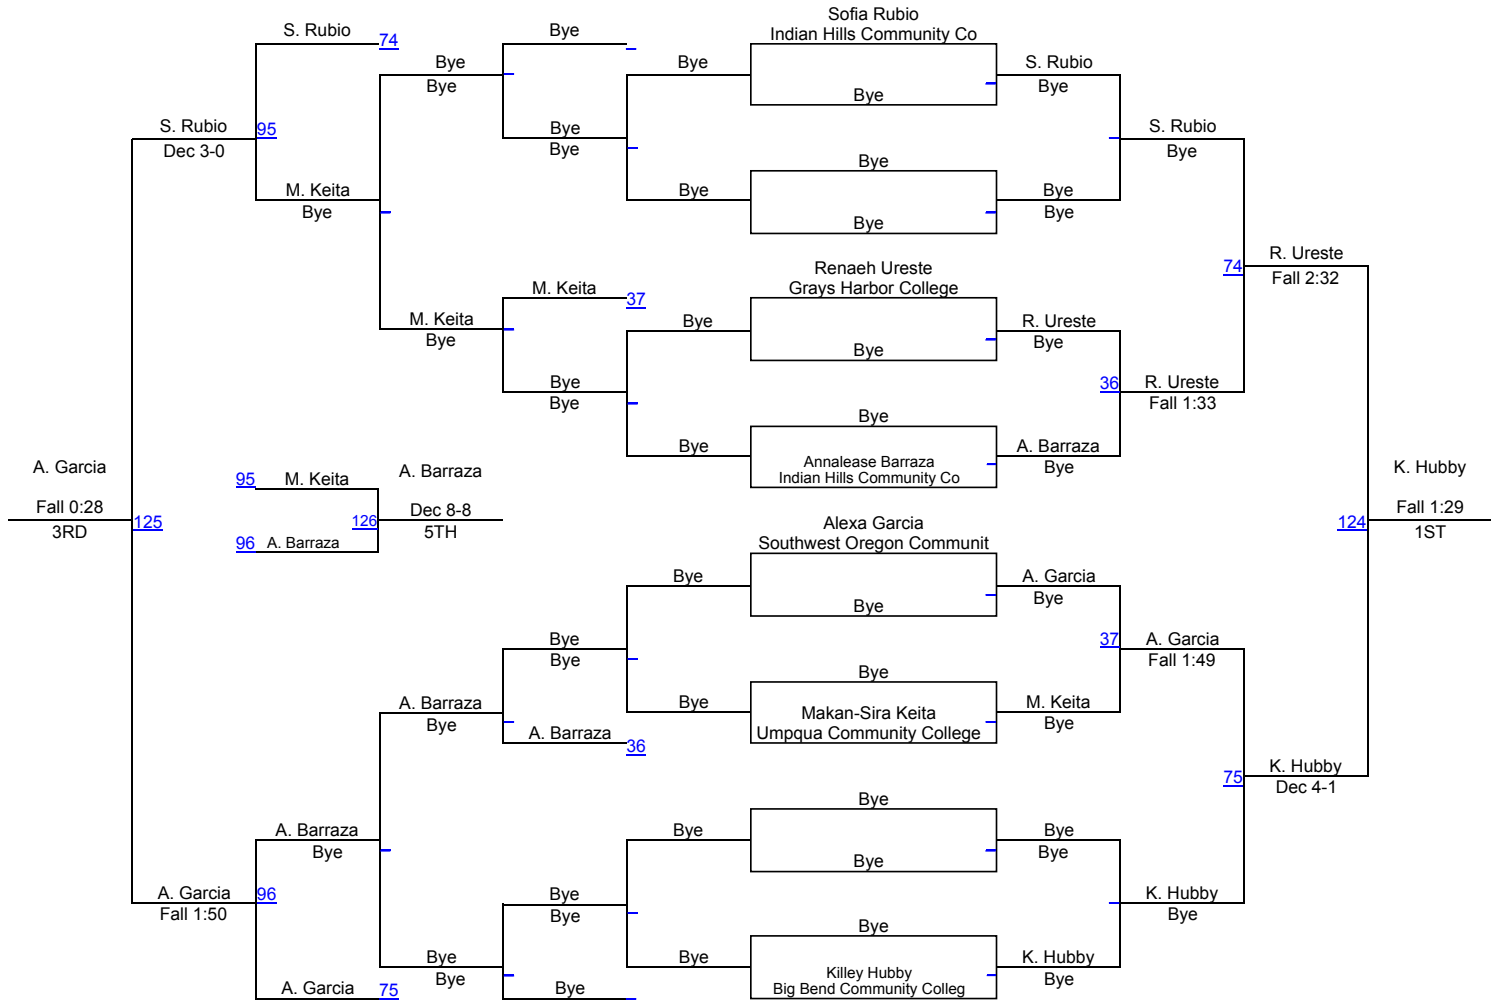 Sofia Rubio
Indian Hills Community Co
S. Rubio
74
Bye
Bye
Bye
Bye
Bye
S. Rubio
Bye
S. Rubio
Dec 3-0
95
Bye
Bye
S. Rubio
Bye
Bye
M. Keita
Bye
Bye
Bye
Bye
Bye
Renaeh Ureste
Grays Harbor College
74
R. Ureste
Fall 2:32
M. Keita
37
M. Keita
Bye
Bye
Bye
R. Ureste
Bye
Bye
Bye
36
R. Ureste
Fall 1:33
Bye
Bye
Annalease Barraza
Indian Hills Community Co
A. Barraza
Bye
A. Garcia
Fall 0:28
3RD
125
95
M. Keita
96
A. Barraza
126
A. Barraza
Dec 8-8
5TH
K. Hubby
Fall 1:29
1ST
124
Alexa Garcia
Southwest Oregon Communit
Bye
Bye
A. Garcia
Bye
Bye
Bye
37
A. Garcia
Fall 1:49
Bye
A. Barraza
Bye
Bye
Makan-Sira Keita
Umpqua Community College
M. Keita
Bye
A. Barraza
36
75
K. Hubby
Dec 4-1
Bye
A. Barraza
Bye
Bye
Bye
Bye
Bye
A. Garcia
Fall 1:50
96
Bye
Bye
K. Hubby
Bye
Bye
Bye
Bye
Bye
Killey Hubby
Big Bend Community Colleg
K. Hubby
Bye
A. Garcia
75
Bye